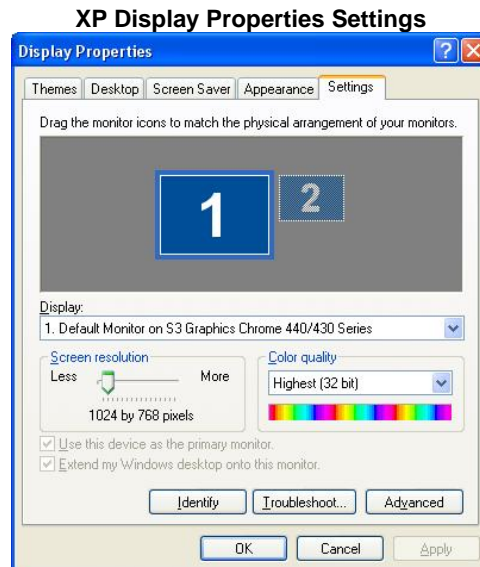 XP Display Properties Settings
Display Properties
Themes Desktop Screen Saver Appearance Settings
Drag the monitor icons to match the physical arrangement of your monitors.
1 2
Display:
1. Default Monitor on S3 Graphics Chrome 440/430 Series
Screen resolution
Less More
1024 by 768 pixels
Color quality
Highest (32 bit)
Use this device as the primary monitor.
Extend my Windows desktop onto this monitor.
Identify Troubleshoot... Advanced
OK Cancel Apply